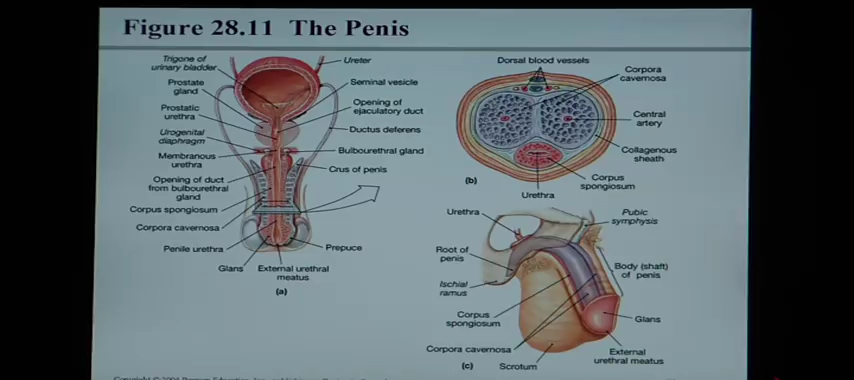 Figure 28.11 The Penis
Trigone of
urinary bladder
Prostate
gland
Prostatic
urethra
Urogenital
diaphragm
Membranous
urethra
Opening of duct
from bulbourethral
gland
Corpus spongiosum
Corpora cavernosa
Penile urethra
Glans
External urethral
meatus
Ureter
Seminal vesicle
Opening of
ejaculatory duct
Ductus deferens
Bulbourethral gland
Crus of penis
Prepuce
(a)
Dorsal blood vessels
Corpora
cavernosa
Central
artery
Collagenous
sheath
Corpus
spongiosum
Urethra
(b)
Urethra
Pubic
symphysis
Root of
penis
Ischial
ramus
Body (shaft)
of penis
Corpus
spongiosum
Glans
Corpora cavernosa
External
urethral meatus
Scrotum
(c)